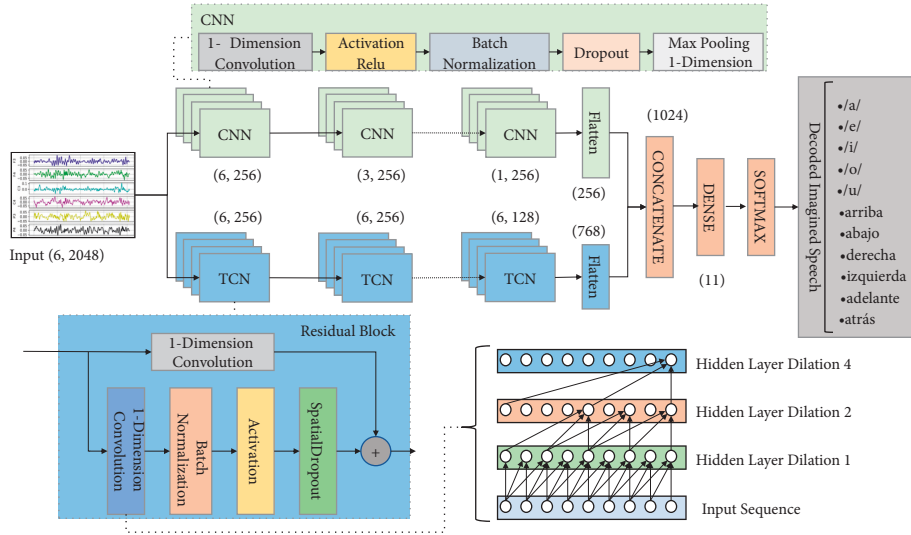 CNN
1- Dimension
Convolution
Activation
Relu
Batch
Normalization
Dropout
Max Pooling
1-Dimension
CNN
CNN
CNN
Flatten
(6, 256)
(3, 256)
(1, 256)
(256)
(1024)
Input (6, 2048)
(6, 256)
(6, 256)
(6, 128)
(768)
TCN
TCN
TCN
Flatten
CONCATENATE
DENSE
(11)
SOFTMAX
Decoded Imagined Speech
•/a/
•/e/
•/i/
•/o/
•/u/
•arriba
•abajo
•derecha
•izquierda
•adelante
•atrás
Residual Block
1-Dimension
Convolution
1-Dimension
Convolution
Batch
Normalization
Activation
SpatialDropout
+
Hidden Layer Dilation 4
Hidden Layer Dilation 2
Hidden Layer Dilation 1
Input Sequence